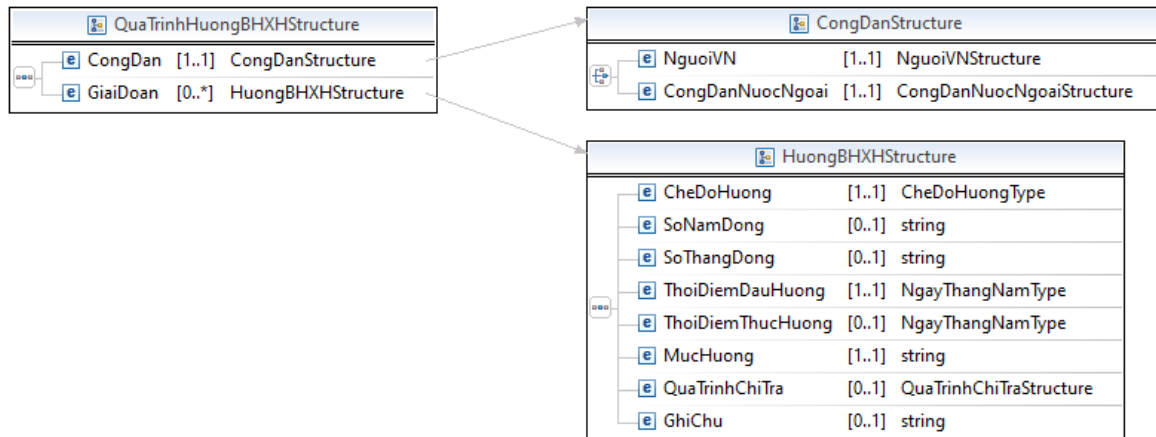 QuaTrinhHuongBHXHStructure
e CongDan [1..1] CongDanStructure
e GiaiDoan [0..*] HuongBHXHStructure
CongDanStructure
e NguoiVN [1..1] NguoiVNStructure
e CongDanNuocNgoai [1..1] CongDanNuocNgoaiStructure
HuongBHXHStructure
e CheDoHuong [1..1] CheDoHuongType
e SoNamDong [0..1] string
e SoThangDong [0..1] string
e ThoiDiemDauHuong [1..1] NgayThangNamType
e ThoiDiemThucHuong [0..1] NgayThangNamType
e MucHuong [1..1] string
e QuaTrinhChiTra [0..1] QuaTrinhChiTraStructure
e GhiChu [0..1] string